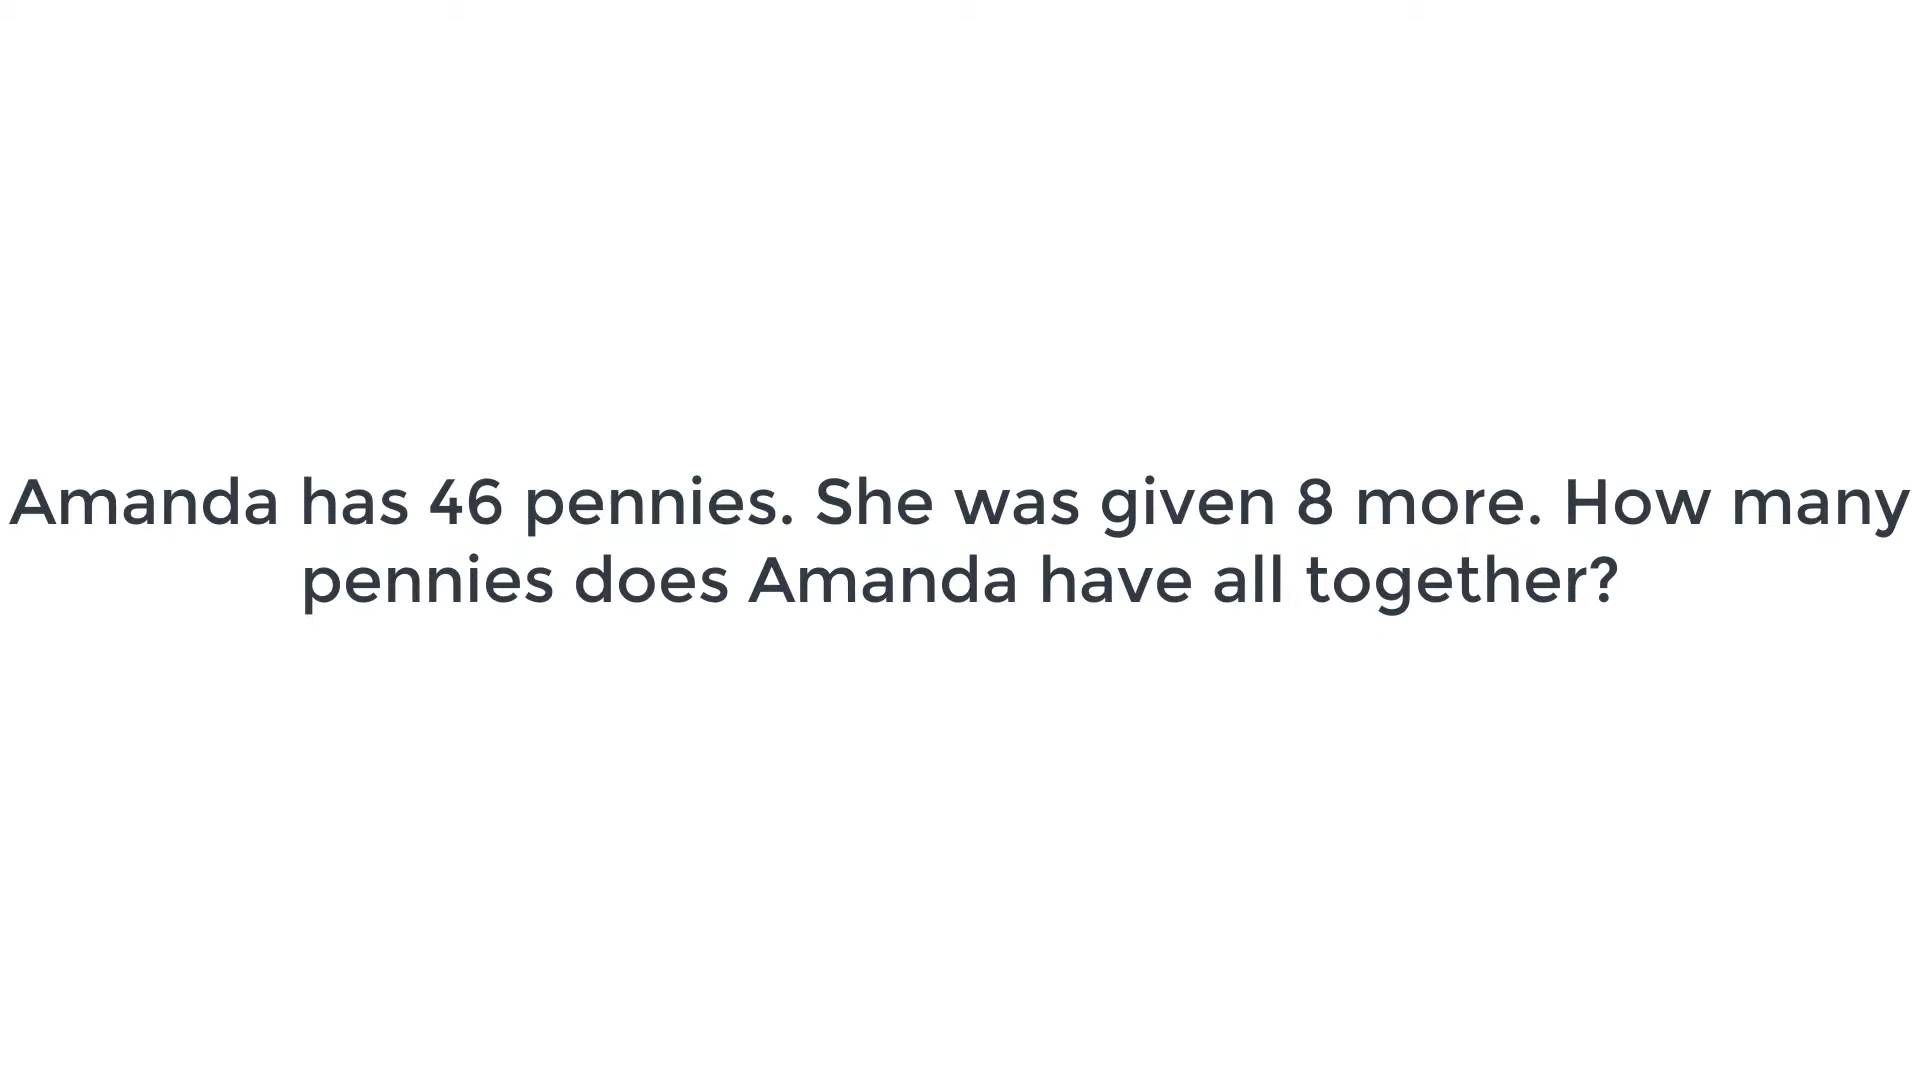 Amanda has 46 pennies. She was given 8 more. How many
pennies does Amanda have all together?